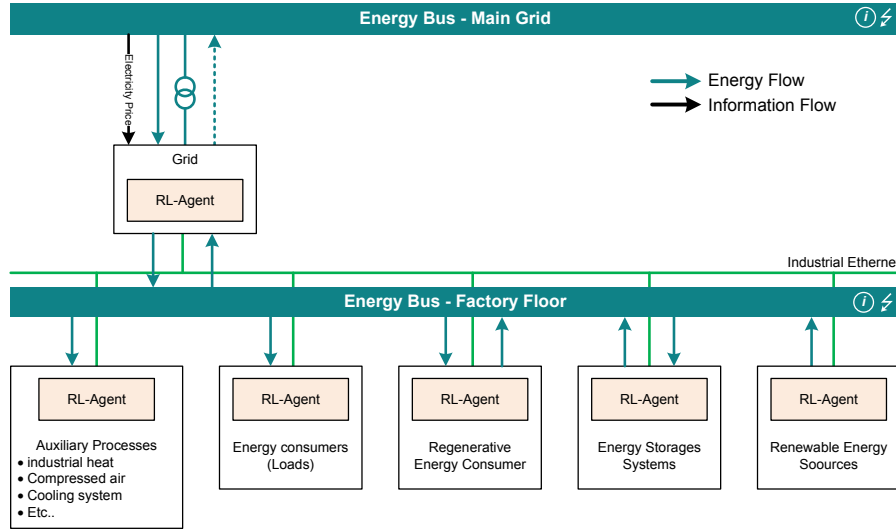 Energy Bus - Main Grid
i
Electricity Price
Energy Flow
Information Flow
Grid
RL-Agent
Industrial Etherne
Energy Bus - Factory Floor
i
RL-Agent
Auxiliary Processes
• industrial heat
• Compressed air
• Cooling system
• Etc..
RL-Agent
Energy consumers
(Loads)
RL-Agent
Regenerative
Energy Consumer
RL-Agent
Energy Storages
Systems
RL-Agent
Renewable Energy
Soources